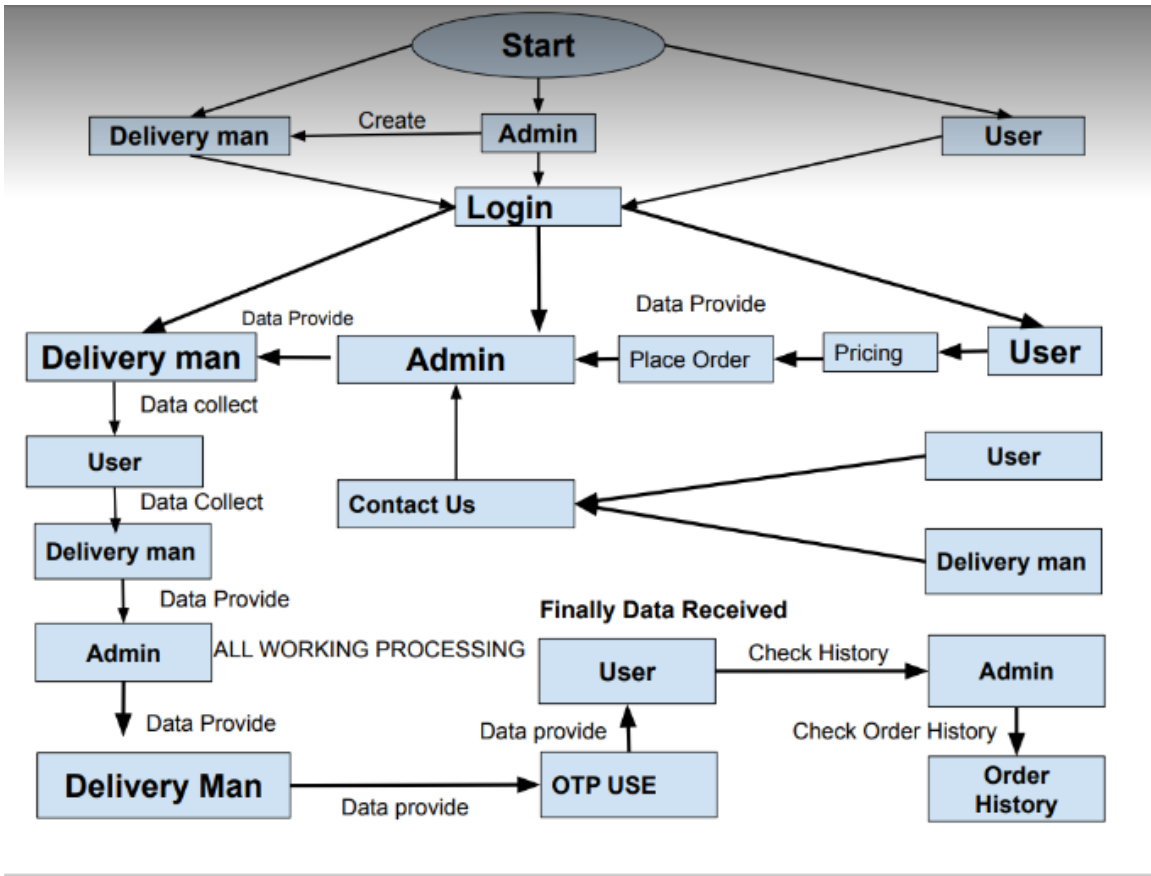 Start
Delivery man
Create
Admin
User
Login
Data Provide
Data Provide
Delivery man
Admin
Place Order
Pricing
User
Data collect
User
User
Data Collect
Contact Us
Delivery man
Delivery man
Data Provide
Finally Data Received
Admin
ALL WORKING PROCESSING
User
Check History
Admin
Data Provide
Data provide
Check Order History
Delivery Man
Data provide
OTP USE
Order
History